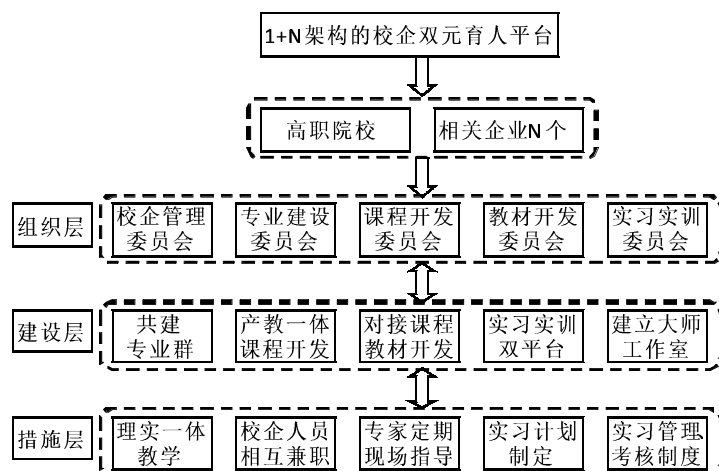 1+N架构的校企双元育人平台
高职院校
相关企业N个
组织层
校企管理
委员会
专业建设
委员会
课程开发
委员会
教材开发
委员会
实习实训
委员会
建设层
共建
专业群
产教一体
课程开发
对接课程
教材开发
实习实训
双平台
建立大师
工作室
措施层
理实一体
教学
校企人员
相互兼职
专家定期
现场指导
实习计划
制定
实习管理、
考核制度